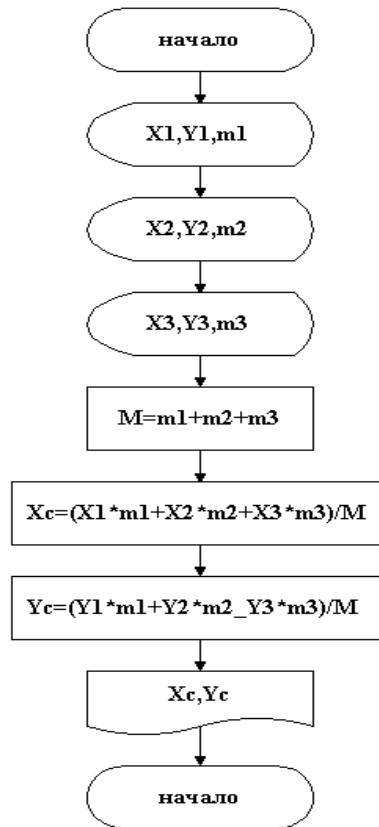 начало
X1,Y1,m1
X2,Y2,m2
X3,Y3,m3
M=m1+m2+m3
Xc=(X1*m1+X2*m2+X3*m3)/M
Yc=(Y1*m1+Y2*m2_Y3*m3)/M
Xc,Yc
начало